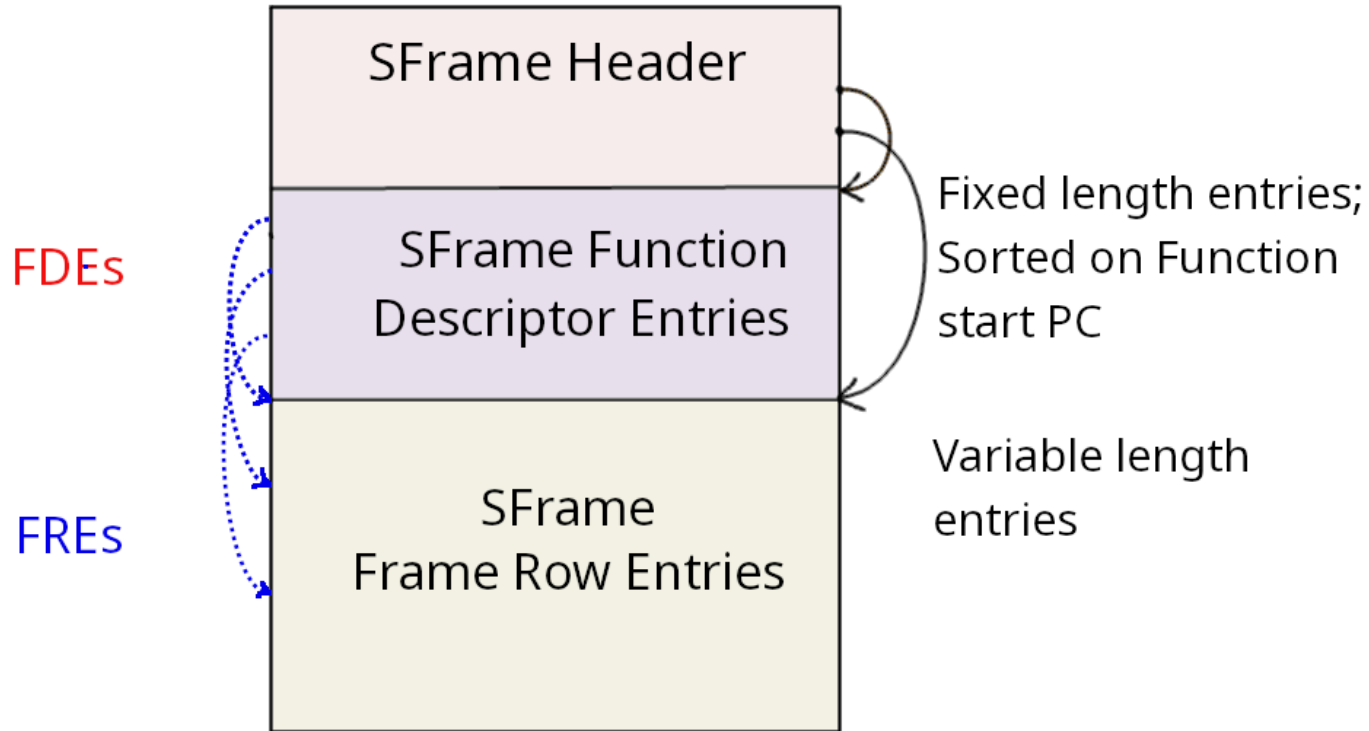 SFrame Header
Fixed length entries;
Sorted on Function
start PC
FDEs
SFrame Function
Descriptor Entries
Variable length
entries
FREs
SFrame
Frame Row Entries